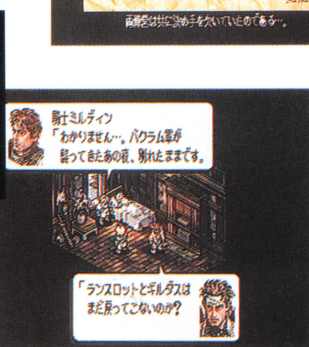 両陣営は共に決め手を欠いていたのである…。
騎士ミルディン
「わかりません…。バクラム軍が
襲ってきたあの夜、別れたままです。
「ランスロットとギルダスは
まだ戻ってこないのか?